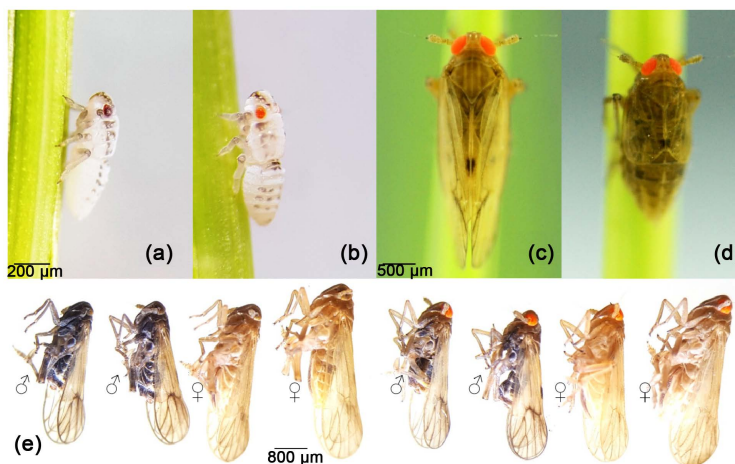 (a)
(b)
(c)
(d)
200 µm
500 µm
♂
♂
♀
♀
♂
♂
♀
♀
(e)
800 µm